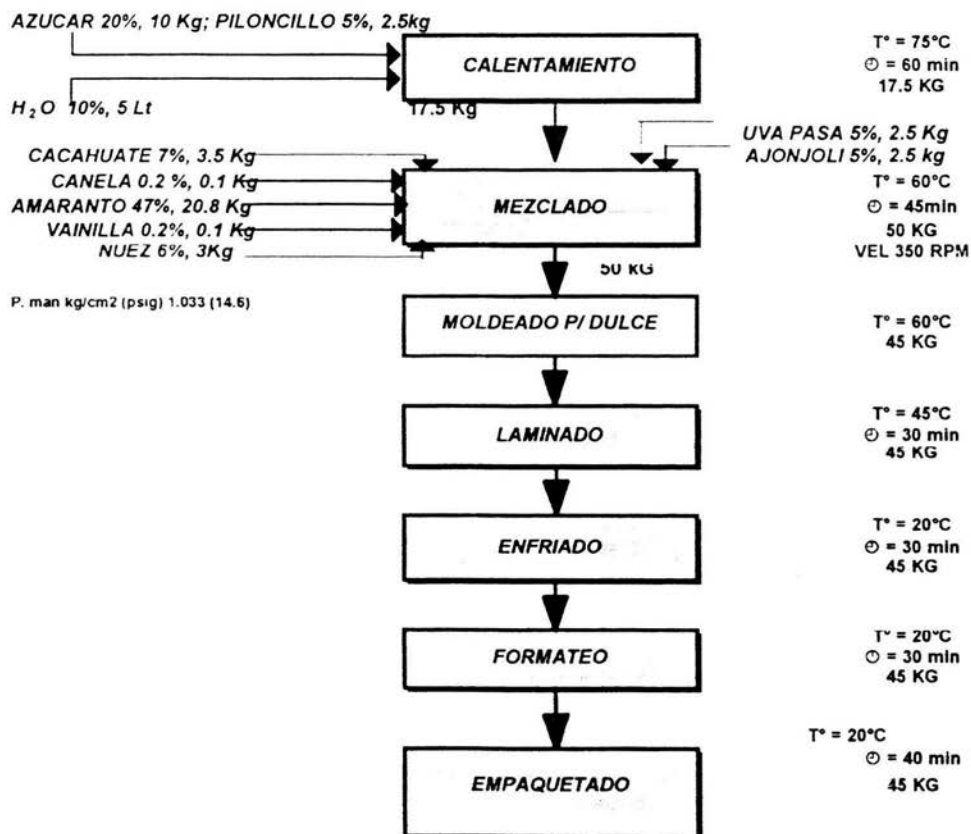 AZUCAR 20%, 10 Kg; PILONCILLO 5%, 2.5kg
CALENTAMIENTO
T° = 75°C
= 60 min
17.5 KG
H2O 10%, 5 Lt
17.5 Kg
UVA PASA 5%, 2.5 Kg
AJONJOLI 5%, 2.5 kg
CACAHUATE 7%, 3.5 Kg
CANELA 0.2 %, 0.1 Kg
AMARANTO 47%, 20.8 Kg
VAINILLA 0.2%, 0.1 Kg
NUEZ 6%, 3Kg
MEZCLADO
T° = 60°C
= 45min
50 KG
VEL 350 RPM
50 KG
P. man kg/cm2 (psig) 1.033 (14.6)
MOLDEADO P/ DULCE
T° = 60°C
45 KG
LAMINADO
T° = 45°C
= 30 min
45 KG
ENFRIADO
T° = 20°C
= 30 min
45 KG
FORMATEO
T° = 20°C
= 30 min
45 KG
EMPAQUETADO
T° = 20°C
= 40 min
45 KG